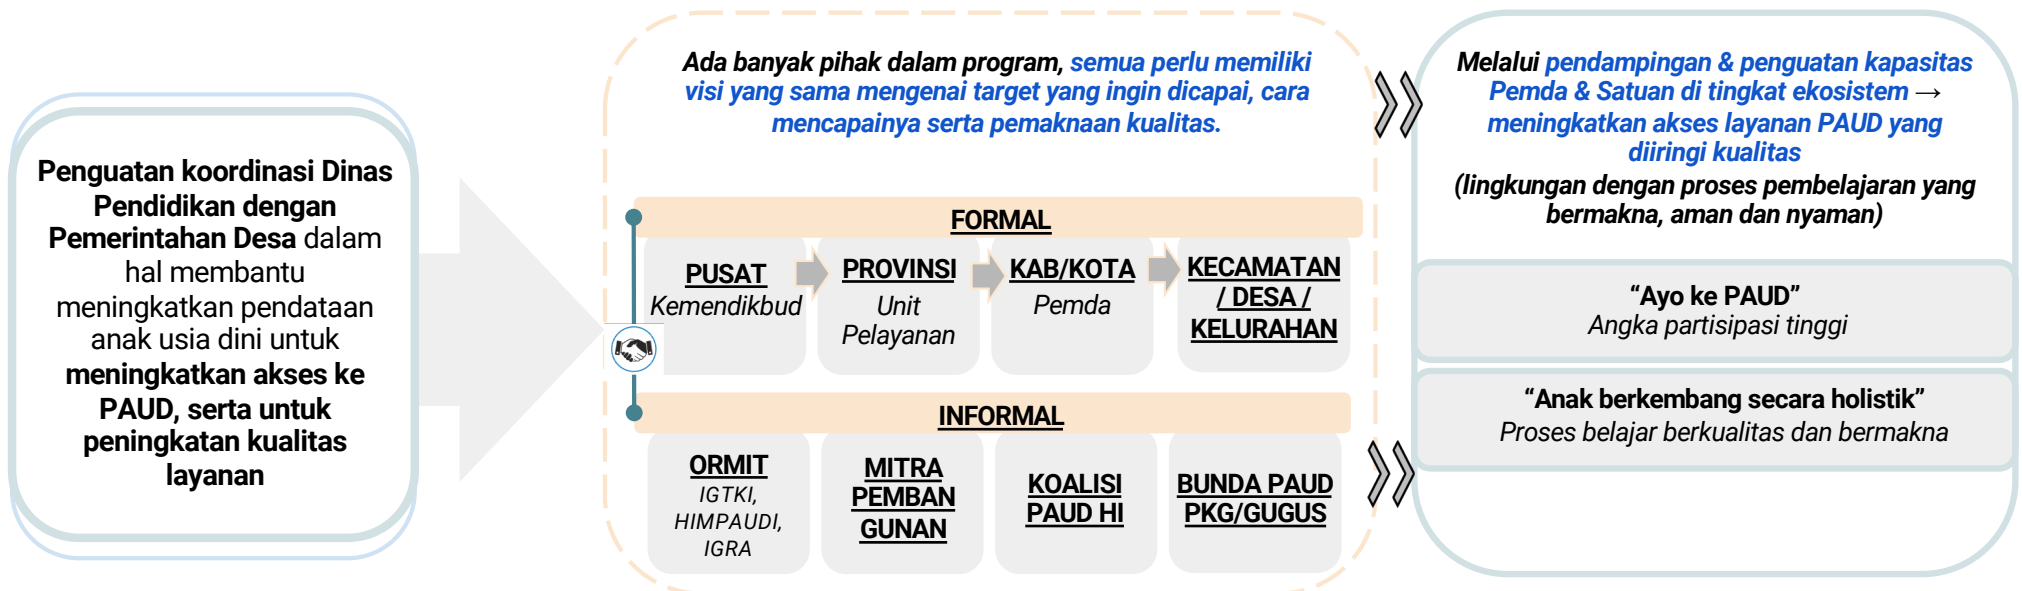 Penguatan koordinasi Dinas
Pendidikan dengan
Pemerintahan Desa dalam
hal membantu
meningkatkan pendataan
anak usia dini untuk
meningkatkan akses ke
PAUD, serta untuk
peningkatan kualitas
layanan
Ada banyak pihak dalam program, semua perlu memiliki
visi yang sama mengenai target yang ingin dicapai, cara
mencapainya serta pemaknaan kualitas.
FORMAL
PUSAT
Kemendikbud
PROVINSI
Unit
Pelayanan
KAB/KOTA
Pemda
KECAMATAN
/ DESA /
KELURAHAN
INFORMAL
ORMIT
IGTKI,
HIMPAUDI,
IGRA
MITRA
PEMBAN
GUNAN
KOALISI
PAUD HI
BUNDA PAUD
PKG/GUGUS
Melalui pendampingan & penguatan kapasitas
Pemda & Satuan di tingkat ekosistem →
meningkatkan akses layanan PAUD yang
diiringi kualitas
(lingkungan dengan proses pembelajaran yang
bermakna, aman dan nyaman)
“Ayo ke PAUD”
Angka partisipasi tinggi
“Anak berkembang secara holistik”
Proses belajar berkualitas dan bermakna